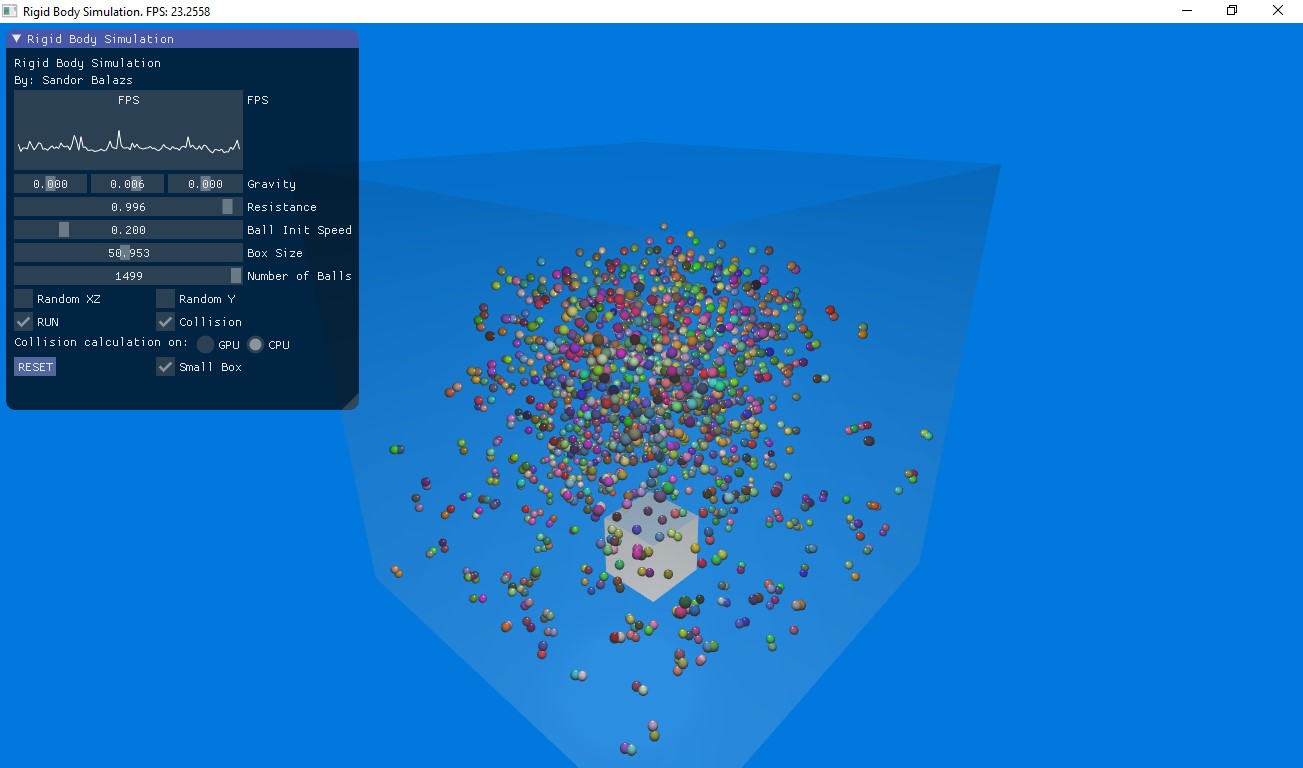 Rigid Body Simulation. FPS: 23.2558
Rigid Body Simulation
Rigid Body Simulation
By: Sandor Balazs
FPS FPS
0.000 0.006 0.000 Gravity
0.996 Resistance
0.200 Ball Init Speed
50.953 Box Size
1499 Number of Balls
Random XZ Random Y
RUN Collision
Collision calculation on: GPU CPU
RESET Small Box